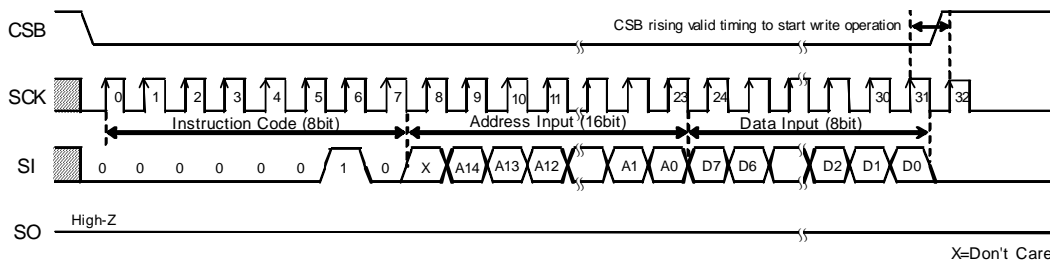 CSB
CSB rising valid timing to start write operation
SCK
0 1 2 3 4 5 6 7 8 9 10 11 23 24 30 31 32
Instruction Code (8bit) Address Input (16bit) Data Input (8bit)
SI
0 0 0 0 0 0 1 0 X A14 A13 A12 A1 A0 D7 D6 D2 D1 D0
High-Z
SO
X=Don't Care